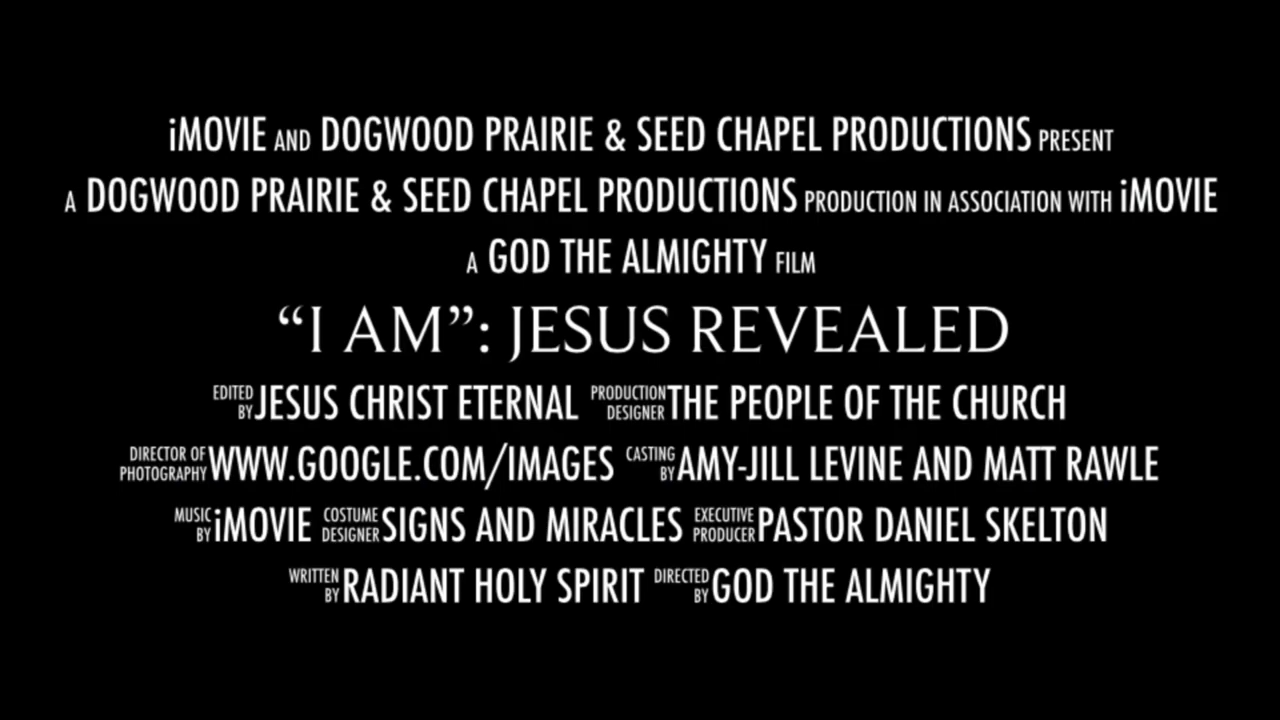 iMOVIE AND DOGWOOD PRAIRIE & SEED CHAPEL PRODUCTIONS PRESENT
A DOGWOOD PRAIRIE & SEED CHAPEL PRODUCTIONS PRODUCTION IN ASSOCIATION WITH iMOVIE
A GOD THE ALMIGHTY FILM
“I AM”: JESUS REVEALED
EDITED BY JESUS CHRIST ETERNAL PRODUCTION DESIGNER THE PEOPLE OF THE CHURCH
DIRECTOR OF PHOTOGRAPHY WWW.GOOGLE.COM/IMAGES CASTING BY AMY-JILL LEVINE AND MATT RAWLE
MUSIC BY iMOVIE COSTUME DESIGNER SIGNS AND MIRACLES EXECUTIVE PRODUCER PASTOR DANIEL SKELTON
WRITTEN BY RADIANT HOLY SPIRIT DIRECTED BY GOD THE ALMIGHTY